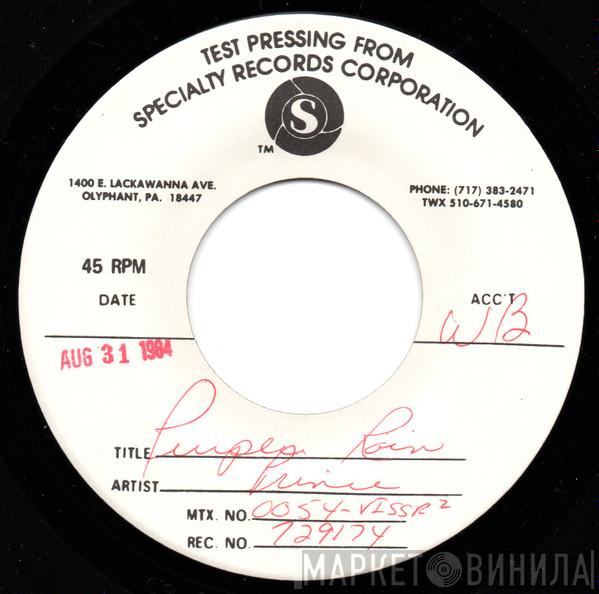 TEST PRESSING FROM
SPECIALTY RECORDS CORPORATION
S
TM
1400 E. LACKAWANNA AVE.
OLYPHANT, PA. 18447
PHONE: (717) 383-2471
TWX 510-671-4580
45 RPM
DATE
ACC'T
WB
AUG 31 1984
TITLE Purple Rain
ARTIST Prince
MTX. NO. 0054-
REC. NO. 729174
МАРКЕТ ВИНИЛА